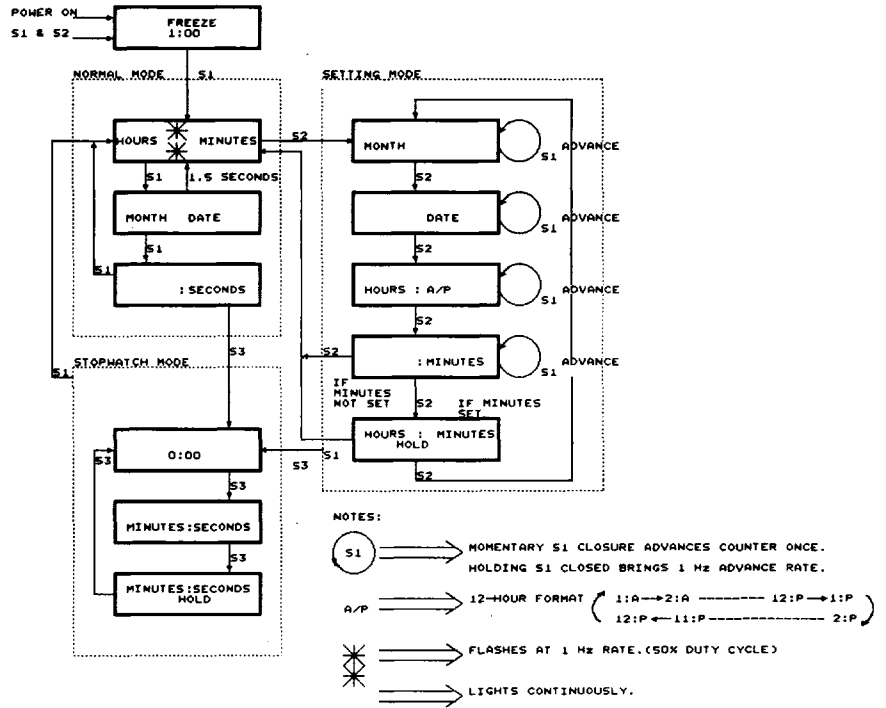 POWER ON
S1 & S2
FREEZE
1:00
S1
NORMAL MODE
HOURS MINUTES
S1
1.5 SECONDS
MONTH DATE
S1
S1
:SECONDS
S3
S2
SETTING MODE
MONTH
S1 ADVANCE
S2
DATE
S1 ADVANCE
S2
HOURS : A/P
S1 ADVANCE
S2
:MINUTES
S1 ADVANCE
S2
IF
MINUTES
NOT SET
S2
IF MINUTES
SET.
HOURS : MINUTES
HOLD
S1
S2
S3
STOPWATCH MODE
S1
0:00
S3
S3
MINUTES:SECONDS
S3
MINUTES:SECONDS
HOLD
NOTES:
S1
MOMENTARY S1 CLOSURE ADVANCES COUNTER ONCE.
HOLDING S1 CLOSED BRINGS 1 Hz ADVANCE RATE.
A/P
12-HOUR FORMAT
1:A→2:A -------- 12:P→1:P
12:P←11:P---------------- 2:P
FLASHES AT 1 Hz RATE.(50% DUTY CYCLE)
LIGHTS CONTINUOUSLY.